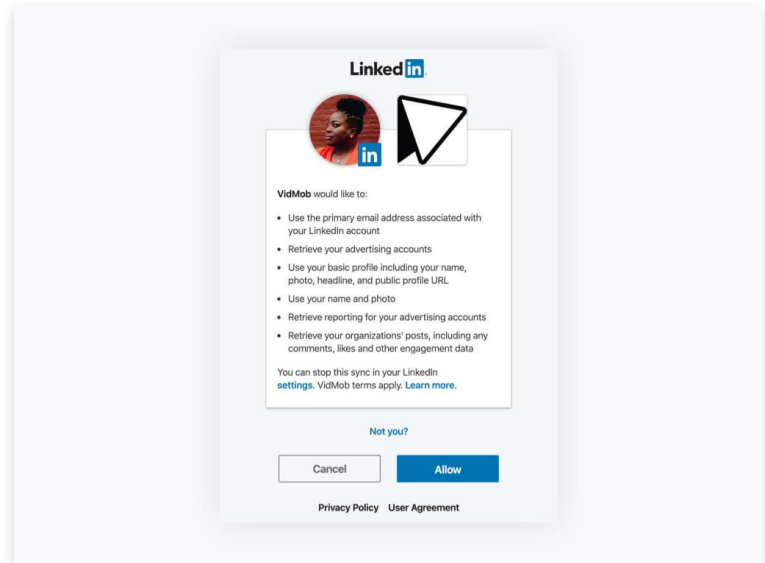 Linked in
in
VidMob would like to:
• Use the primary email address associated with
your LinkedIn account
• Retrieve your advertising accounts
• Use your basic profile including your name,
photo, headline, and public profile URL
• Use your name and photo
• Retrieve reporting for your advertising accounts
• Retrieve your organizations' posts, including any
comments, likes and other engagement data
You can stop this sync in your LinkedIn
settings. VidMob terms apply. Learn more.
Not you?
Cancel Allow
Privacy Policy User Agreement